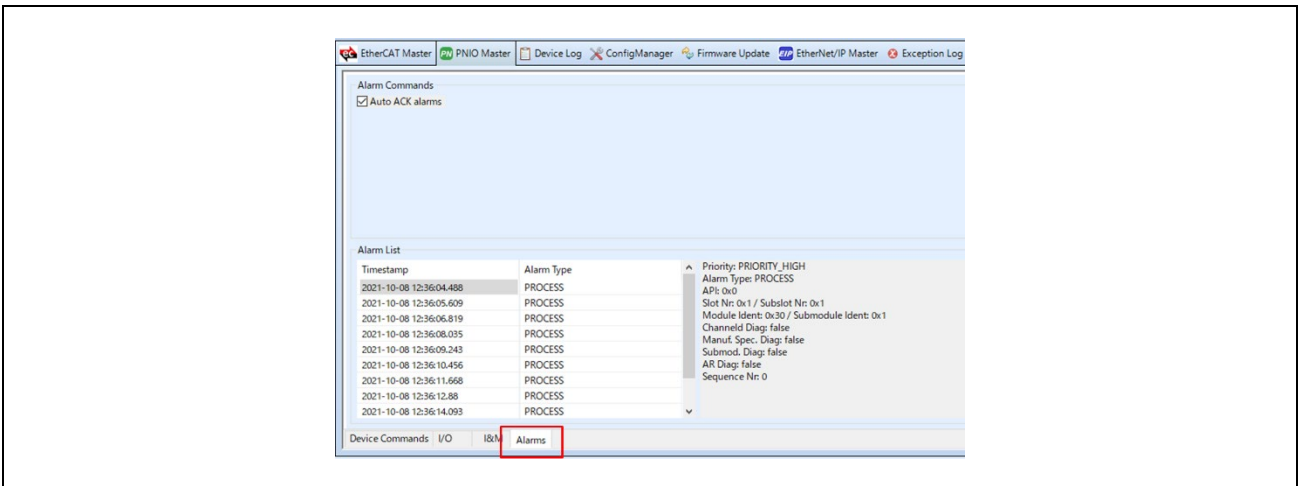 EtherCAT Master PNIO Master Device Log ConfigManager Firmware Update EtherNet/IP Master Exception Log
Alarm Commands
Auto ACK alarms
Alarm List
Timestamp Alarm Type
2021-10-08 12:36:04.488 PROCESS
2021-10-08 12:36:05.609 PROCESS
2021-10-08 12:36:06.819 PROCESS
2021-10-08 12:36:08.035 PROCESS
2021-10-08 12:36:09.243 PROCESS
2021-10-08 12:36:10.456 PROCESS
2021-10-08 12:36:11.668 PROCESS
2021-10-08 12:36:12.88 PROCESS
2021-10-08 12:36:14.093 PROCESS
Priority: PRIORITY_HIGH
Alarm Type: PROCESS
API: 0x0
Slot Nr: 0x1 / Subslot Nr: 0x1
Module Ident: 0x30 / Submodule Ident: 0x1
Channeld Diag: false
Manuf. Spec. Diag: false
Submod. Diag: false
AR Diag: false
Sequence Nr: 0
Device Commands I/O I&M Alarms